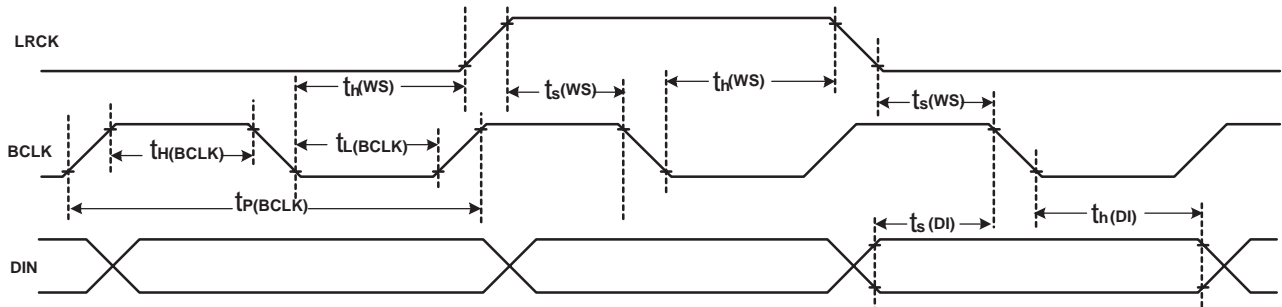 LRCK
th(WS)
ts(WS)
th(WS)
ts(WS)
BCLK
tH(BCLK)
tL(BCLK)
tP(BCLK)
ts(DI)
th(DI)
DIN